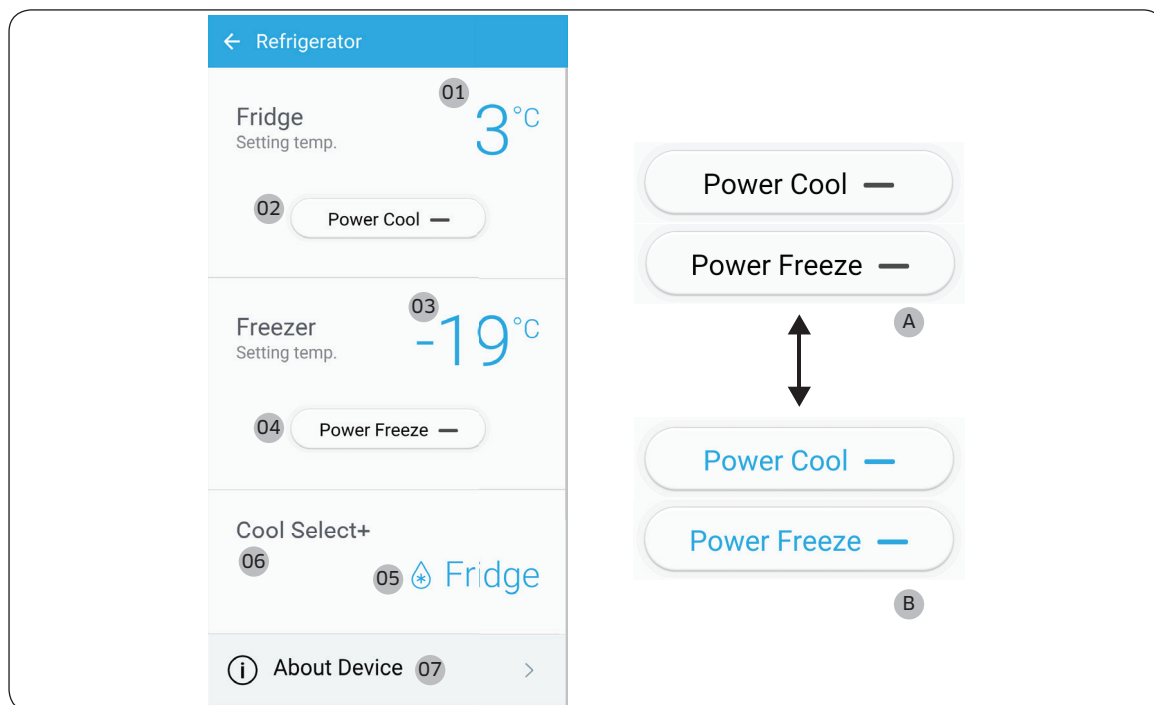 ← Refrigerator
01
Fridge
3°C
Setting temp.
02
Power Cool —
03
Freezer
-19°C
Setting temp.
04
Power Freeze —
Cool Select+
06
05
Fridge
About Device 07 >
Power Cool —
Power Freeze —
A
Power Cool —
Power Freeze —
B